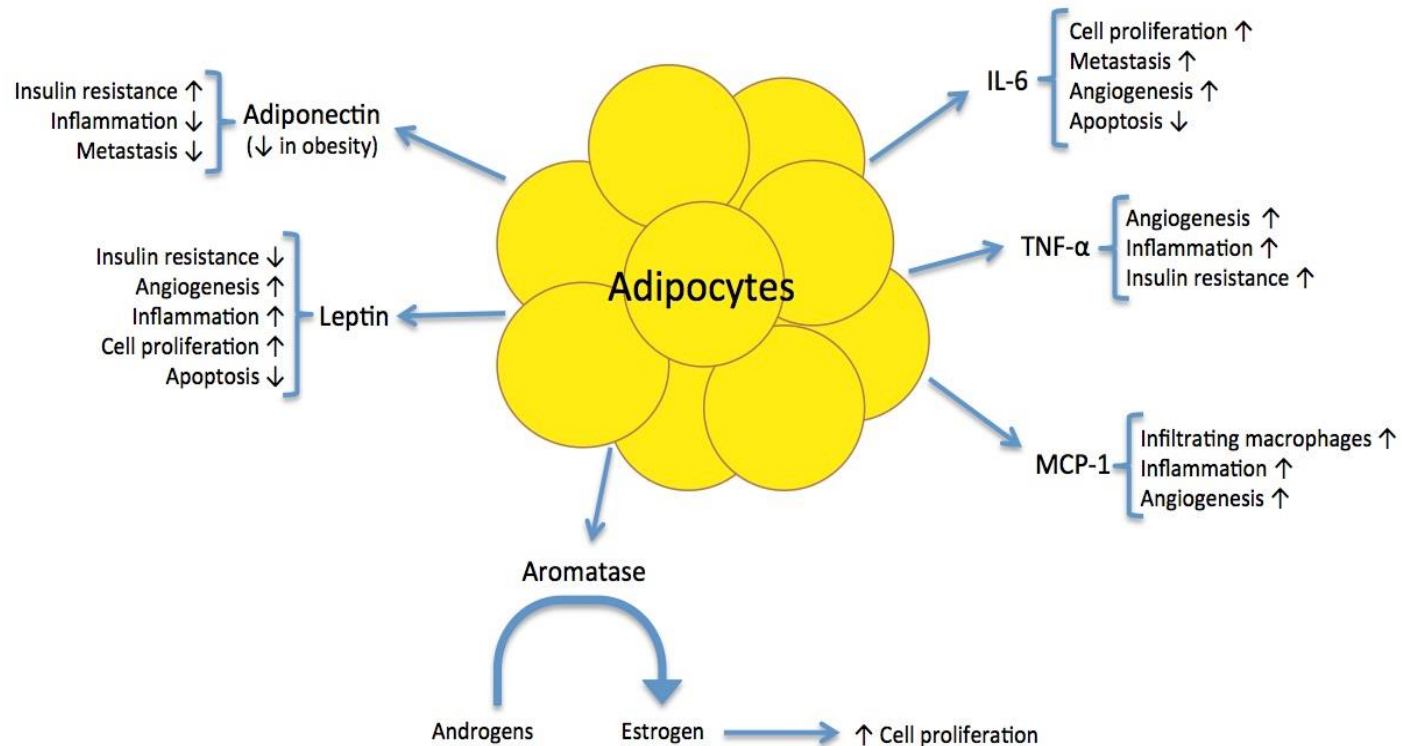 Insulin resistance ↑
Inflammation ↓
Metastasis ↓
Adiponectin
(↓ in obesity)
Insulin resistance ↓
Angiogenesis ↑
Inflammation ↑
Cell proliferation ↑
Apoptosis ↓
Leptin
Adipocytes
IL-6
Cell proliferation ↑
Metastasis ↑
Angiogenesis ↑
Apoptosis ↓
TNF-α
Angiogenesis ↑
Inflammation ↑
Insulin resistance ↑
MCP-1
Infiltrating macrophages ↑
Inflammation ↑
Angiogenesis ↑
Aromatase
Androgens
Estrogen
↑ Cell proliferation